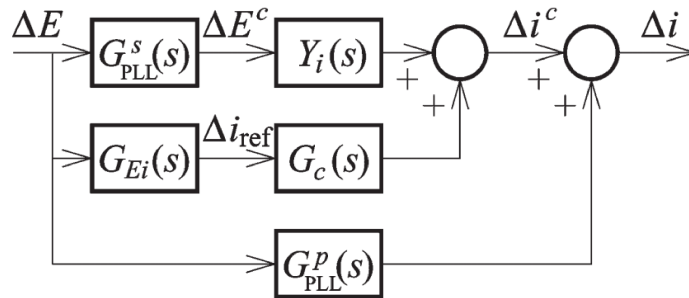 ΔE G^s_PLL(s) ΔE^c Y_i(s) + Δi^c + Δi
+ +
G_Ei(s) Δi_ref G_c(s)
G^p_PLL(s)